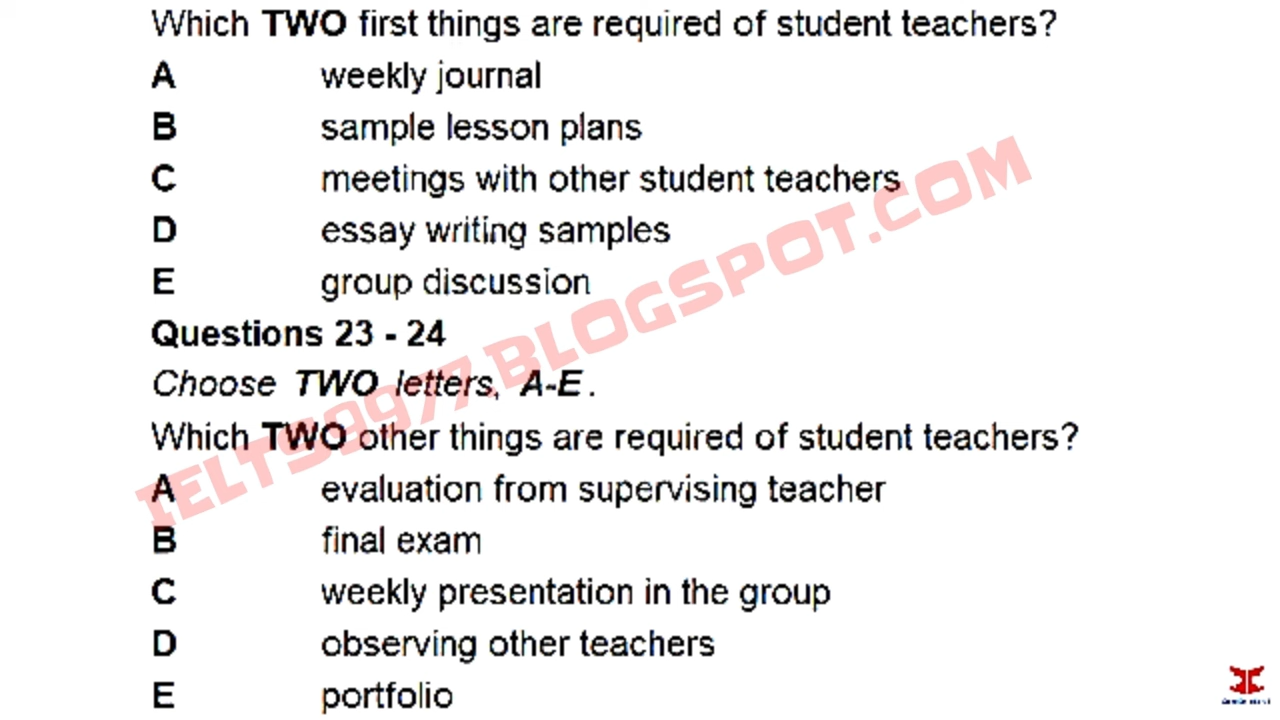 Which TWO first things are required of student teachers?
A weekly journal
B sample lesson plans
C meetings with other student teachers
D essay writing samples
E group discussion
Questions 23 - 24
Choose TWO letters, A-E.
Which TWO other things are required of student teachers?
A evaluation from supervising teacher
B final exam
C weekly presentation in the group
D observing other teachers
E portfolio
IELTS9977.BLOGSPOT.COM